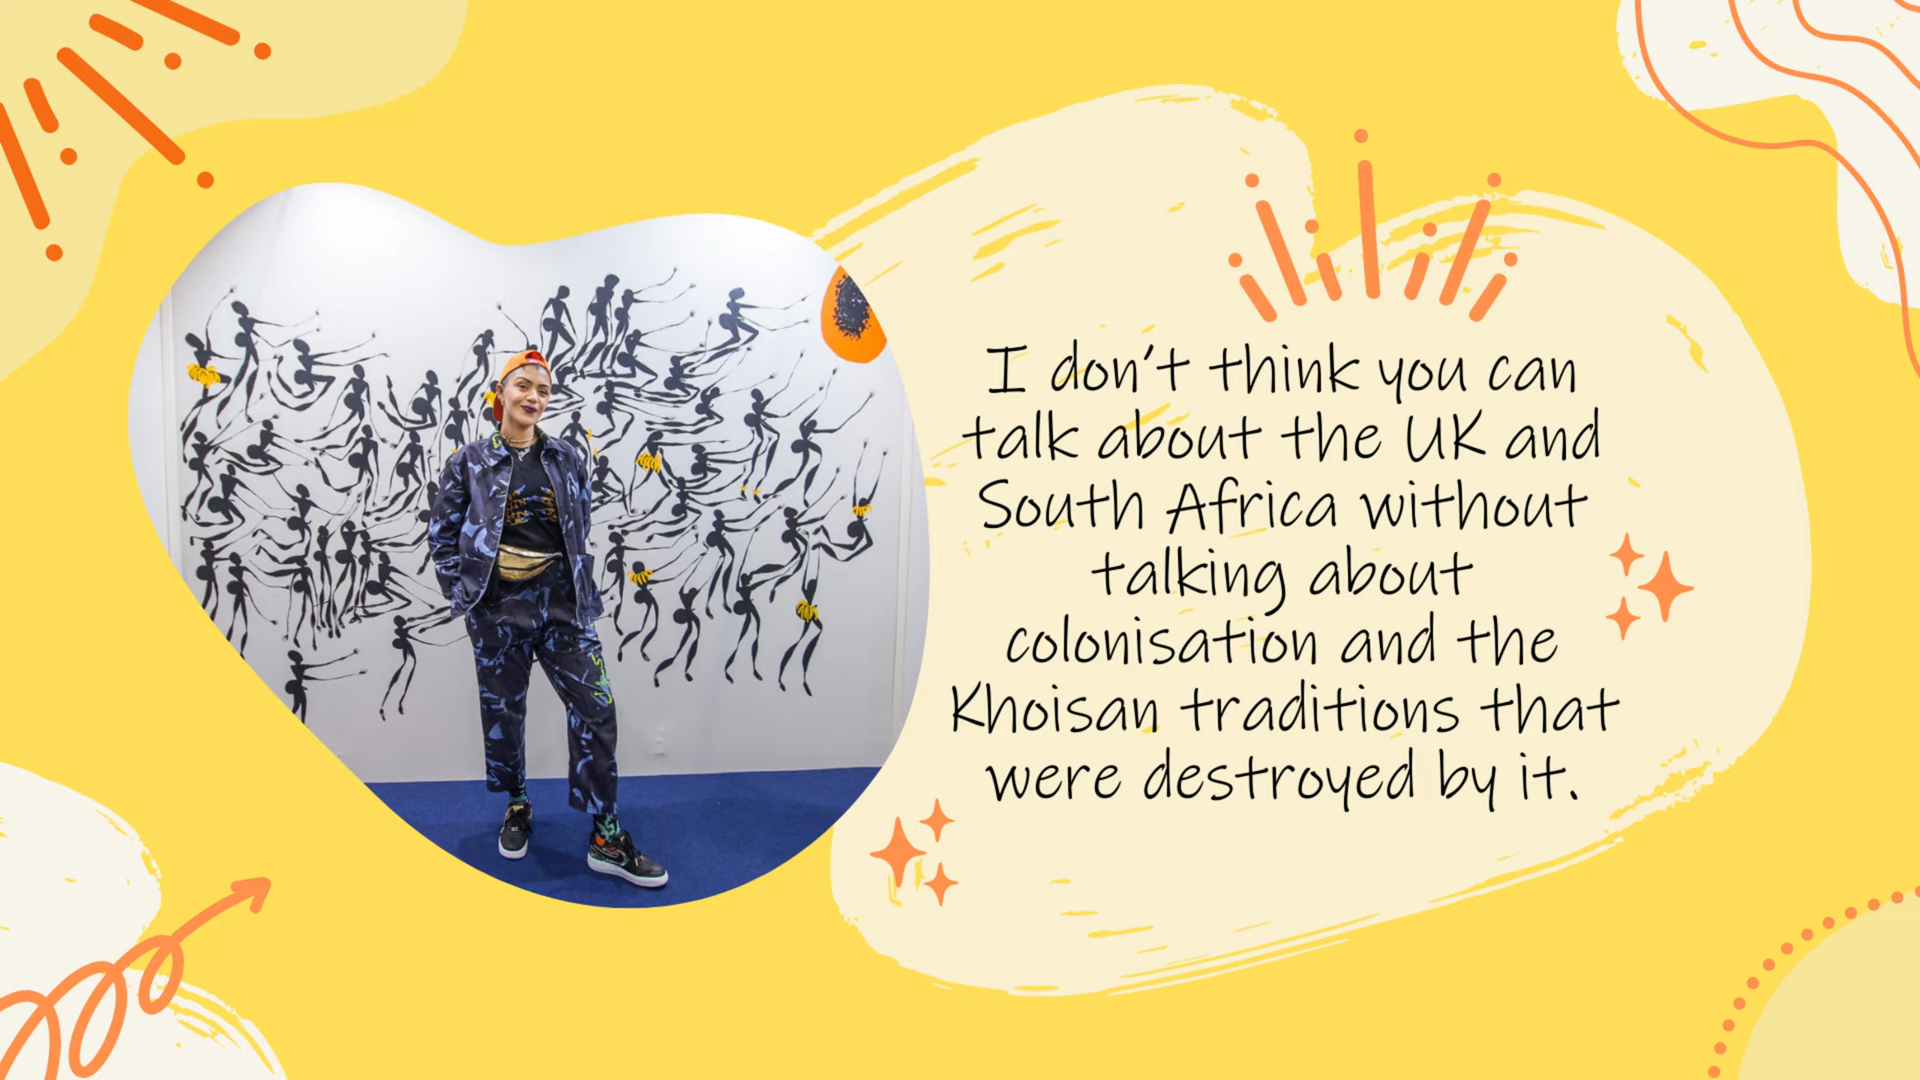 I don't think you can
talk about the UK and
South Africa without
talking about
colonisation and the
Khoisan traditions that
were destroyed by it.